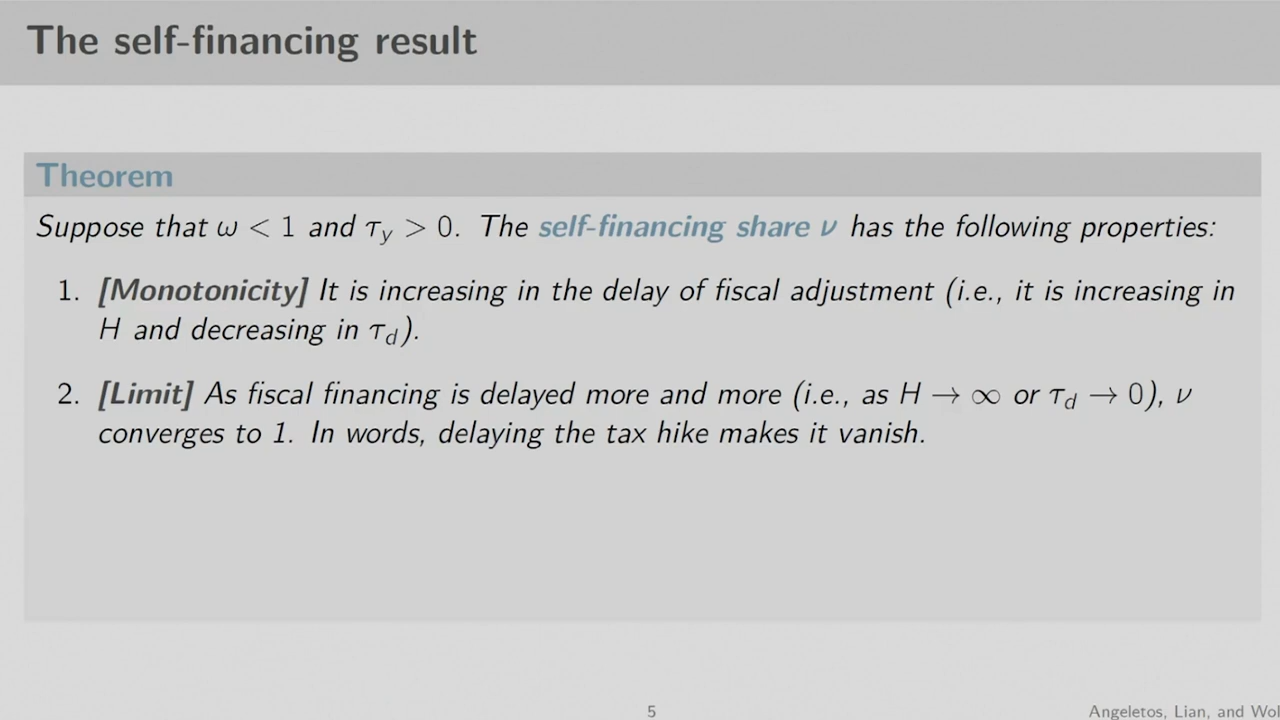 The self-financing result
Theorem
Suppose that ω < 1 and τ_y > 0. The self-financing share ν has the following properties:
1. [Monotonicity] It is increasing in the delay of fiscal adjustment (i.e., it is increasing in
H and decreasing in τ_d).
2. [Limit] As fiscal financing is delayed more and more (i.e., as H → ∞ or τ_d → 0), ν
converges to 1. In words, delaying the tax hike makes it vanish.
5
Angeletos, Lian, and Wol